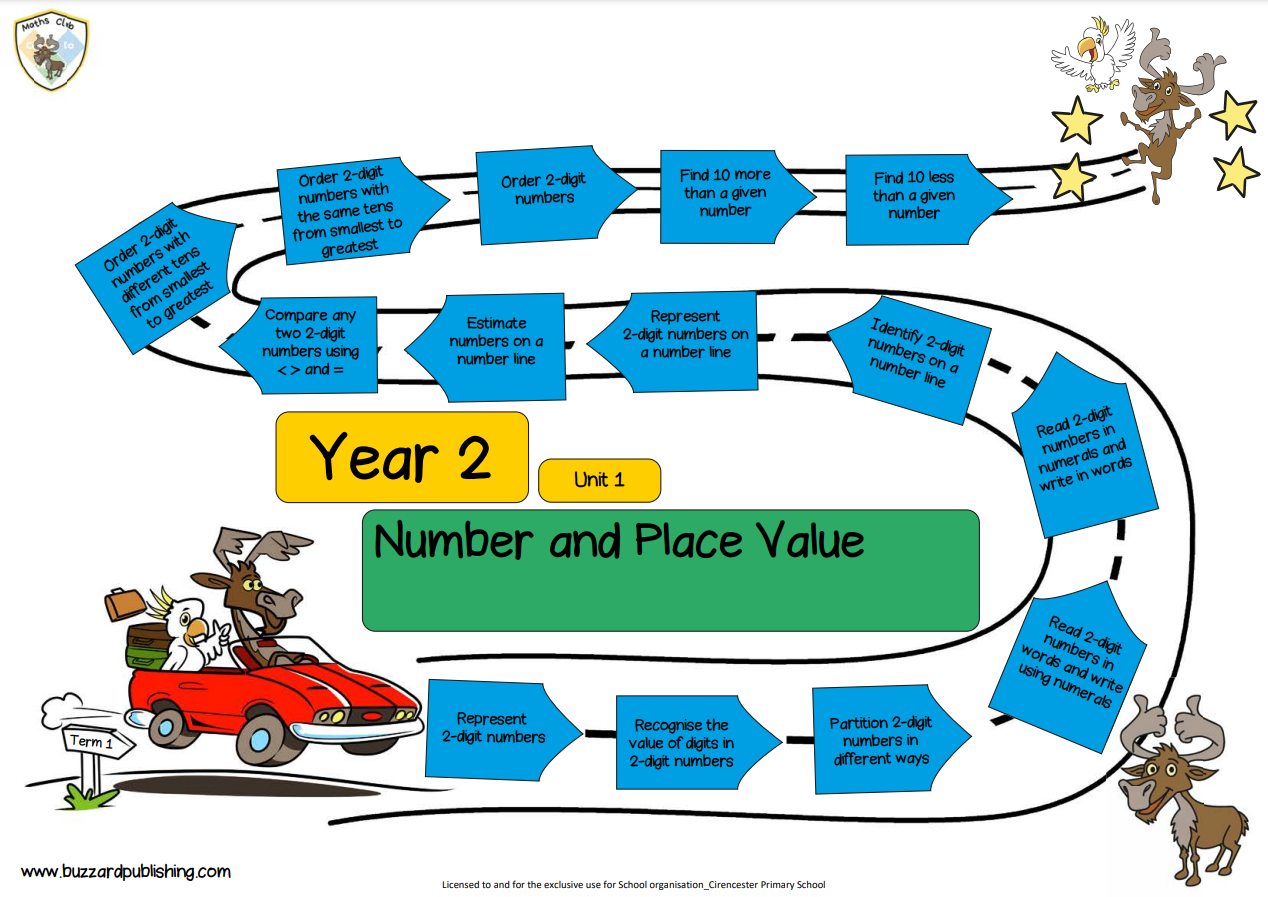 Maths Club
Go to
Order 2-digit
numbers with
the same tens
from smallest to
greatest
Order 2-digit
numbers
Find 10 more
than a given
number
Find 10 less
than a given
number
Order 2-digit
numbers with
different tens
from smallest
to greatest
Compare any
two 2-digit
numbers using
< > and =
Estimate
numbers on a
number line
Represent
2-digit numbers on
a number line
Identify 2-digit
numbers on a
number line
Read 2-digit
numbers in
numerals and
write in words
Year 2
Unit 1
Number and Place Value
Read 2-digit
numbers in
words and write
using numerals
Term 1
Represent
2-digit numbers
Recognise the
value of digits in
2-digit numbers
Partition 2-digit
numbers in
different ways
www.buzzardpublishing.com
Licensed to and for the exclusive use for School organisation_Cirencester Primary School